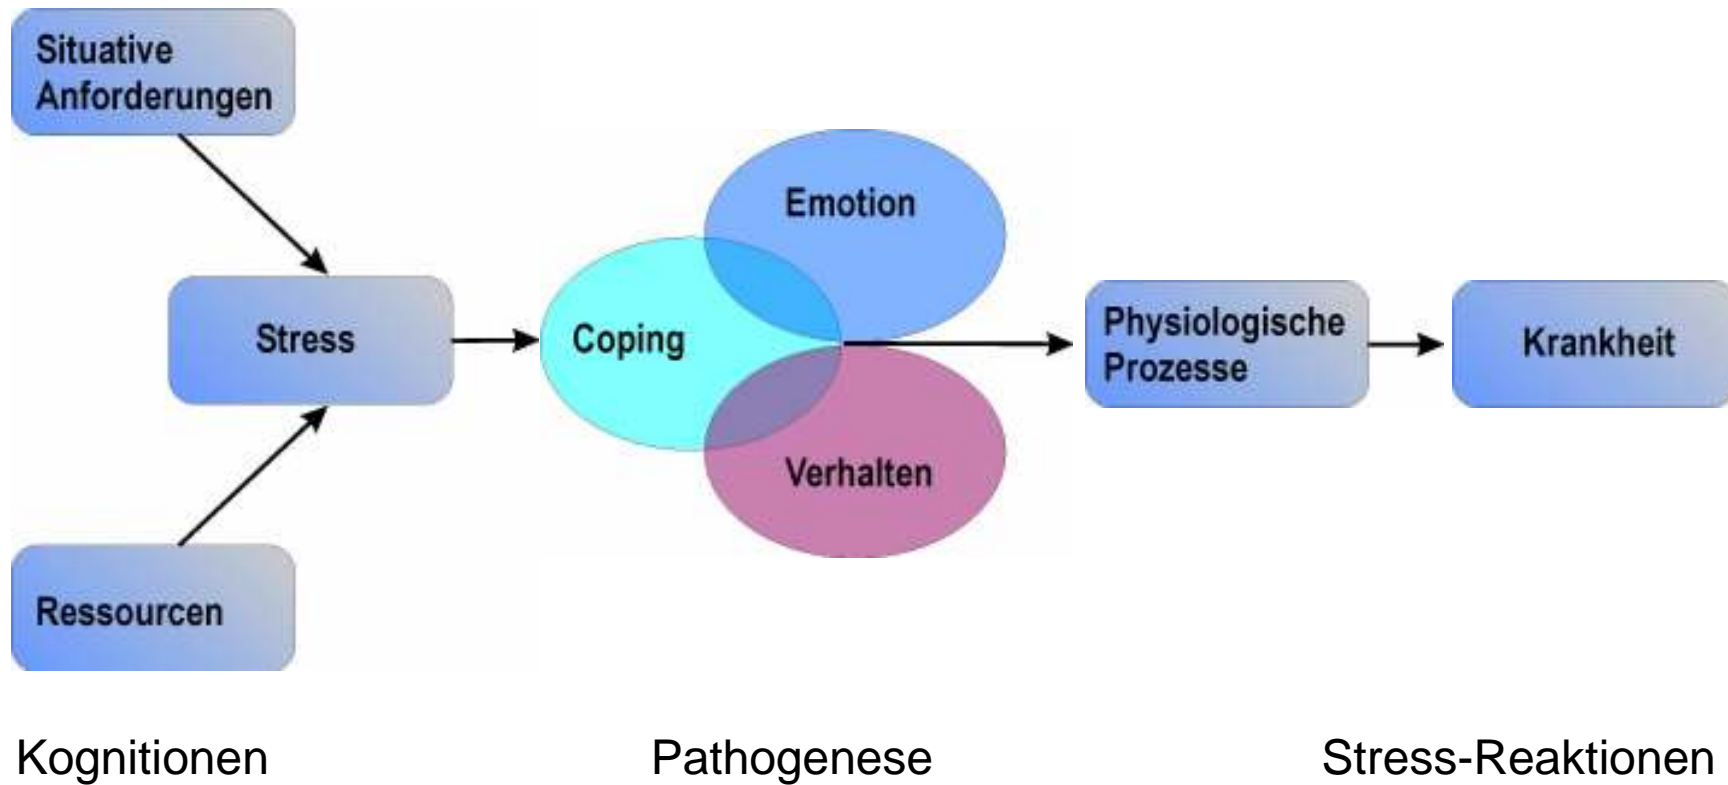 Situative
Anforderungen
Emotion
Stress
Coping
Physiologische
Prozesse
Krankheit
Verhalten
Ressourcen
Kognitionen
Pathogenese
Stress-Reaktionen